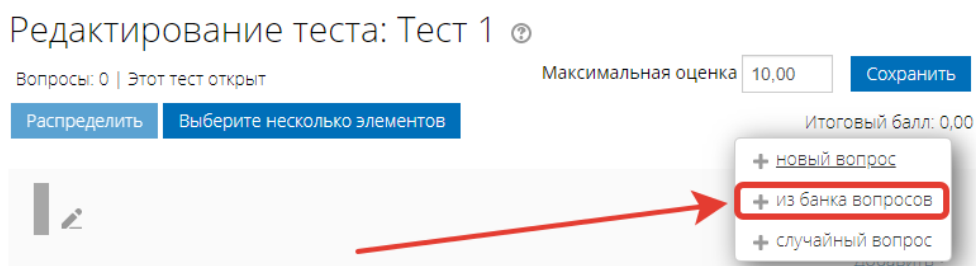 Редактирование теста: Тест 1
Вопросы: 0 | Этот тест открыт
Максимальная оценка 10,00 Сохранить
Распределить Выберите несколько элементов
Итоговый балл: 0,00
+ новый вопрос
+ из банка вопросов
+ случайный вопрос